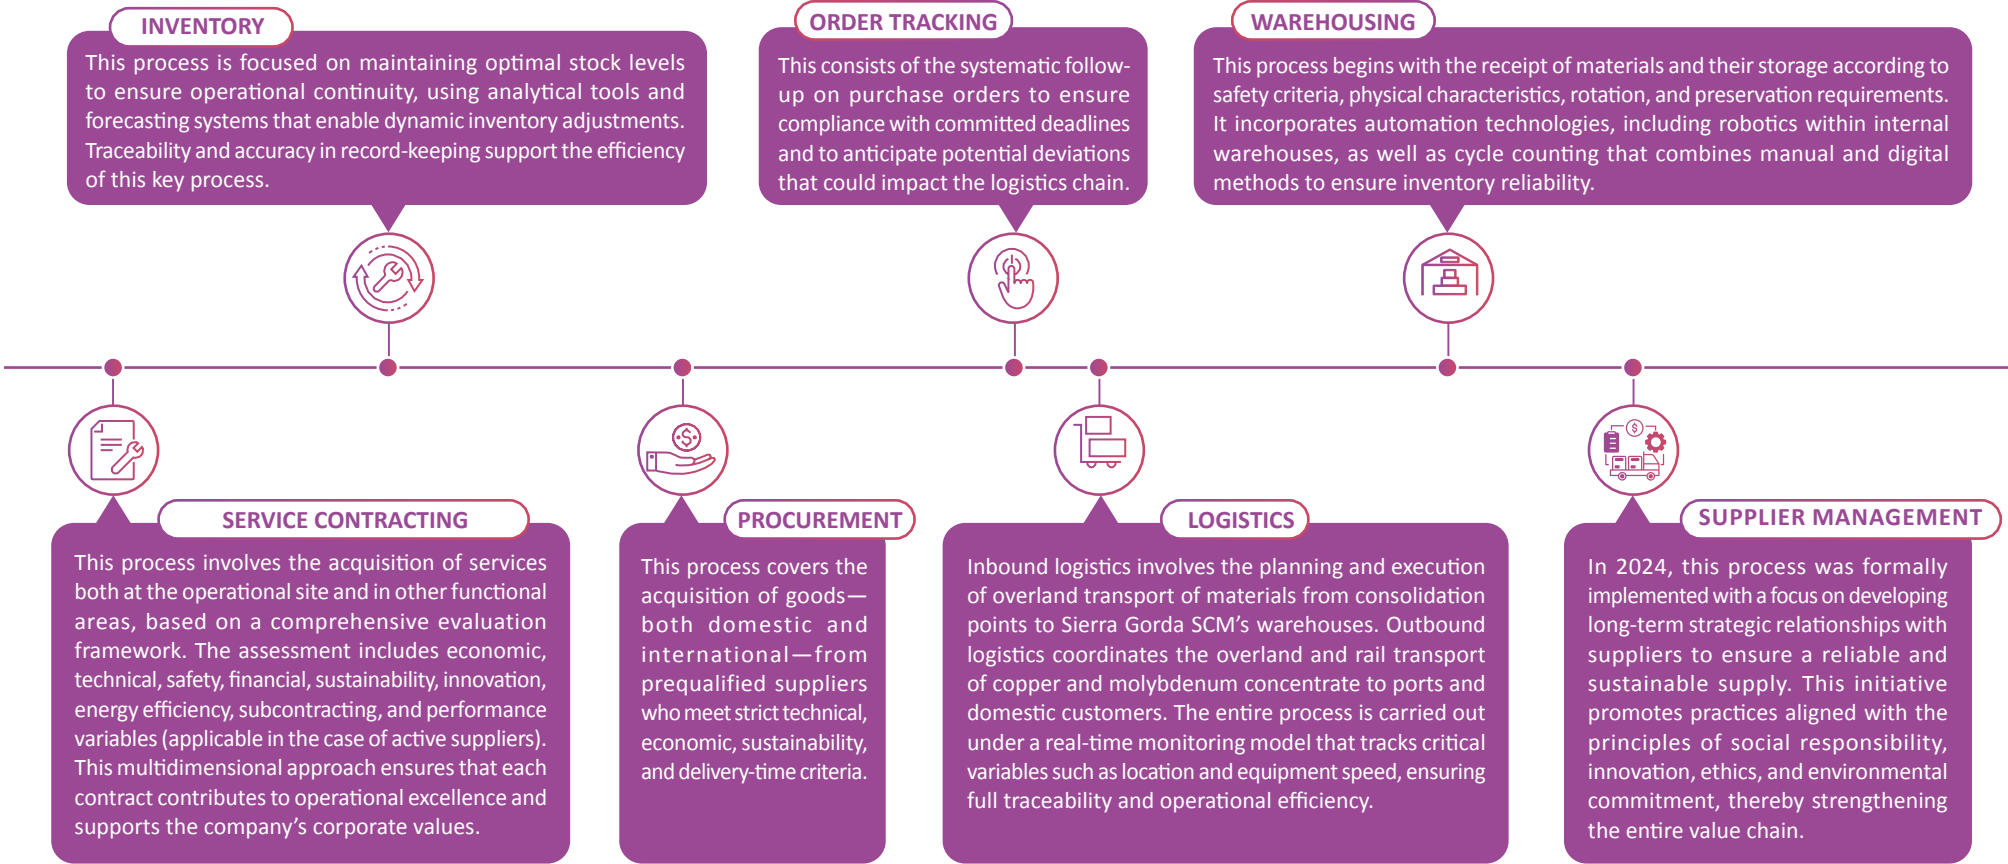 INVENTORY
This process is focused on maintaining optimal stock levels
to ensure operational continuity, using analytical tools and
forecasting systems that enable dynamic inventory adjustments.
Traceability and accuracy in record-keeping support the efficiency
of this key process.
ORDER TRACKING
This consists of the systematic follow-
up on purchase orders to ensure
compliance with committed deadlines
and to anticipate potential deviations
that could impact the logistics chain.
WAREHOUSING
This process begins with the receipt of materials and their storage according to
safety criteria, physical characteristics, rotation, and preservation requirements.
It incorporates automation technologies, including robotics within internal
warehouses, as well as cycle counting that combines manual and digital
methods to ensure inventory reliability.
SERVICE CONTRACTING
This process involves the acquisition of services
both at the operational site and in other functional
areas, based on a comprehensive evaluation
framework. The assessment includes economic,
technical, safety, financial, sustainability, innovation,
energy efficiency, subcontracting, and performance
variables (applicable in the case of active suppliers).
This multidimensional approach ensures that each
contract contributes to operational excellence and
supports the company's corporate values.
PROCUREMENT
This process covers the
acquisition of goods—
both domestic and
international—from
prequalified suppliers
who meet strict technical,
economic, sustainability,
and delivery-time criteria.
LOGISTICS
Inbound logistics involves the planning and execution
of overland transport of materials from consolidation
points to Sierra Gorda SCM's warehouses. Outbound
logistics coordinates the overland and rail transport
of copper and molybdenum concentrate to ports and
domestic customers. The entire process is carried out
under a real-time monitoring model that tracks critical
variables such as location and equipment speed, ensuring
full traceability and operational efficiency.
SUPPLIER MANAGEMENT
In 2024, this process was formally
implemented with a focus on developing
long-term strategic relationships with
suppliers to ensure a reliable and
sustainable supply. This initiative
promotes practices aligned with the
principles of social responsibility,
innovation, ethics, and environmental
commitment, thereby strengthening
the entire value chain.